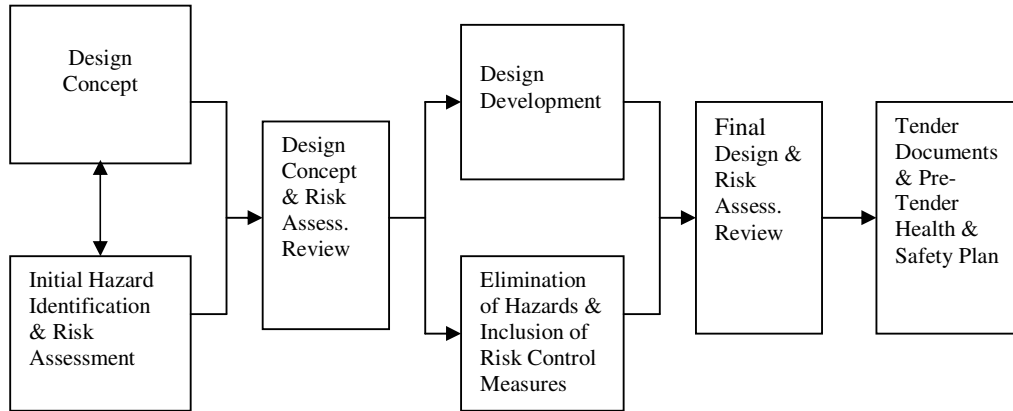 Design
Concept
Initial Hazard
Identification
& Risk
Assessment
Design
Concept
& Risk
Assess.
Review
Design
Development
Elimination
of Hazards &
Inclusion of
Risk Control
Measures
Final
Design &
Risk
Assess.
Review
Tender
Documents
& Pre-
Tender
Health &
Safety Plan